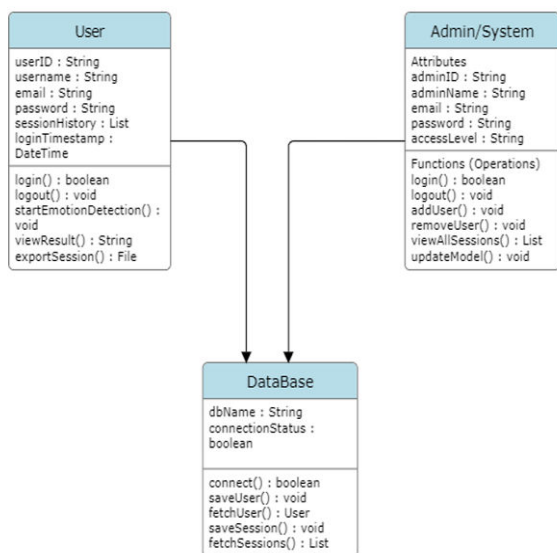 User
userID : String
username : String
email : String
password : String
sessionHistory : List
loginTimestamp :
DateTime
login() : boolean
logout() : void
startEmotionDetection() :
void
viewResult() : String
exportSession() : File
Admin/System
Attributes
adminID : String
adminName : String
email : String
password : String
accessLevel : String
Functions (Operations)
login() : boolean
logout() : void
addUser() : void
removeUser() : void
viewAllSessions() : List
updateModel() : void
DataBase
dbName : String
connectionStatus :
boolean
connect() : boolean
saveUser() : void
fetchUser() : User
saveSession() : void
fetchSessions() : List